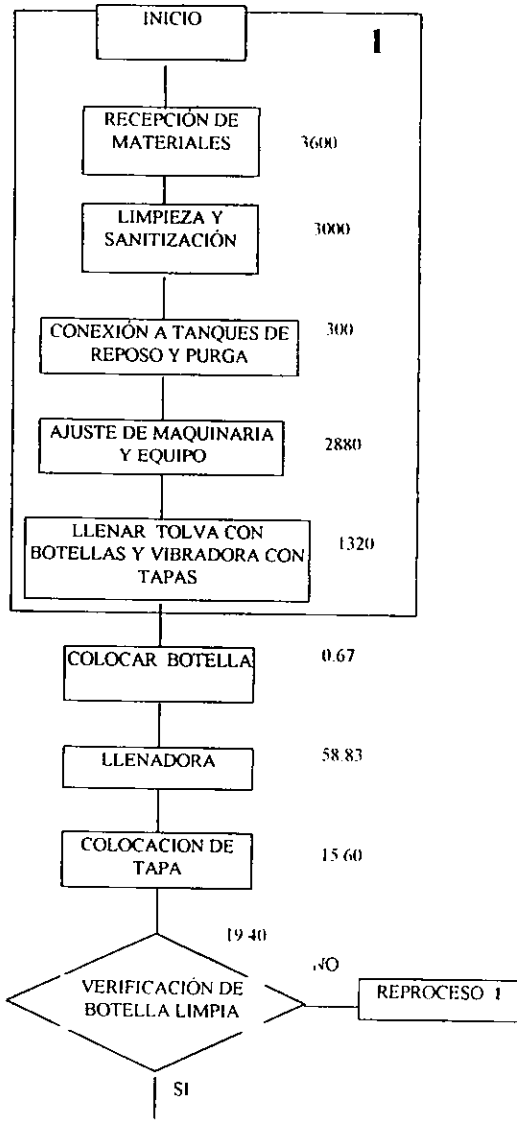 INICIO
1
RECEPCIÓN DE
MATERIALES
3600
LIMPIEZA Y
SANITIZACIÓN
3000
CONEXIÓN A TANQUES DE
REPOSO Y PURGA
300
AJUSTE DE MAQUINARIA
Y EQUIPO
2880
LLENAR TOLVA CON
BOTELLAS Y VIBRADORA CON
TAPAS
1320
COLOCAR BOTELLA
0.67
LLENADORA
58.83
COLOCACION DE
TAPA
15.60
19.40
VERIFICACIÓN DE
BOTELLA LIMPIA
NO
REPROCESO 1
SI